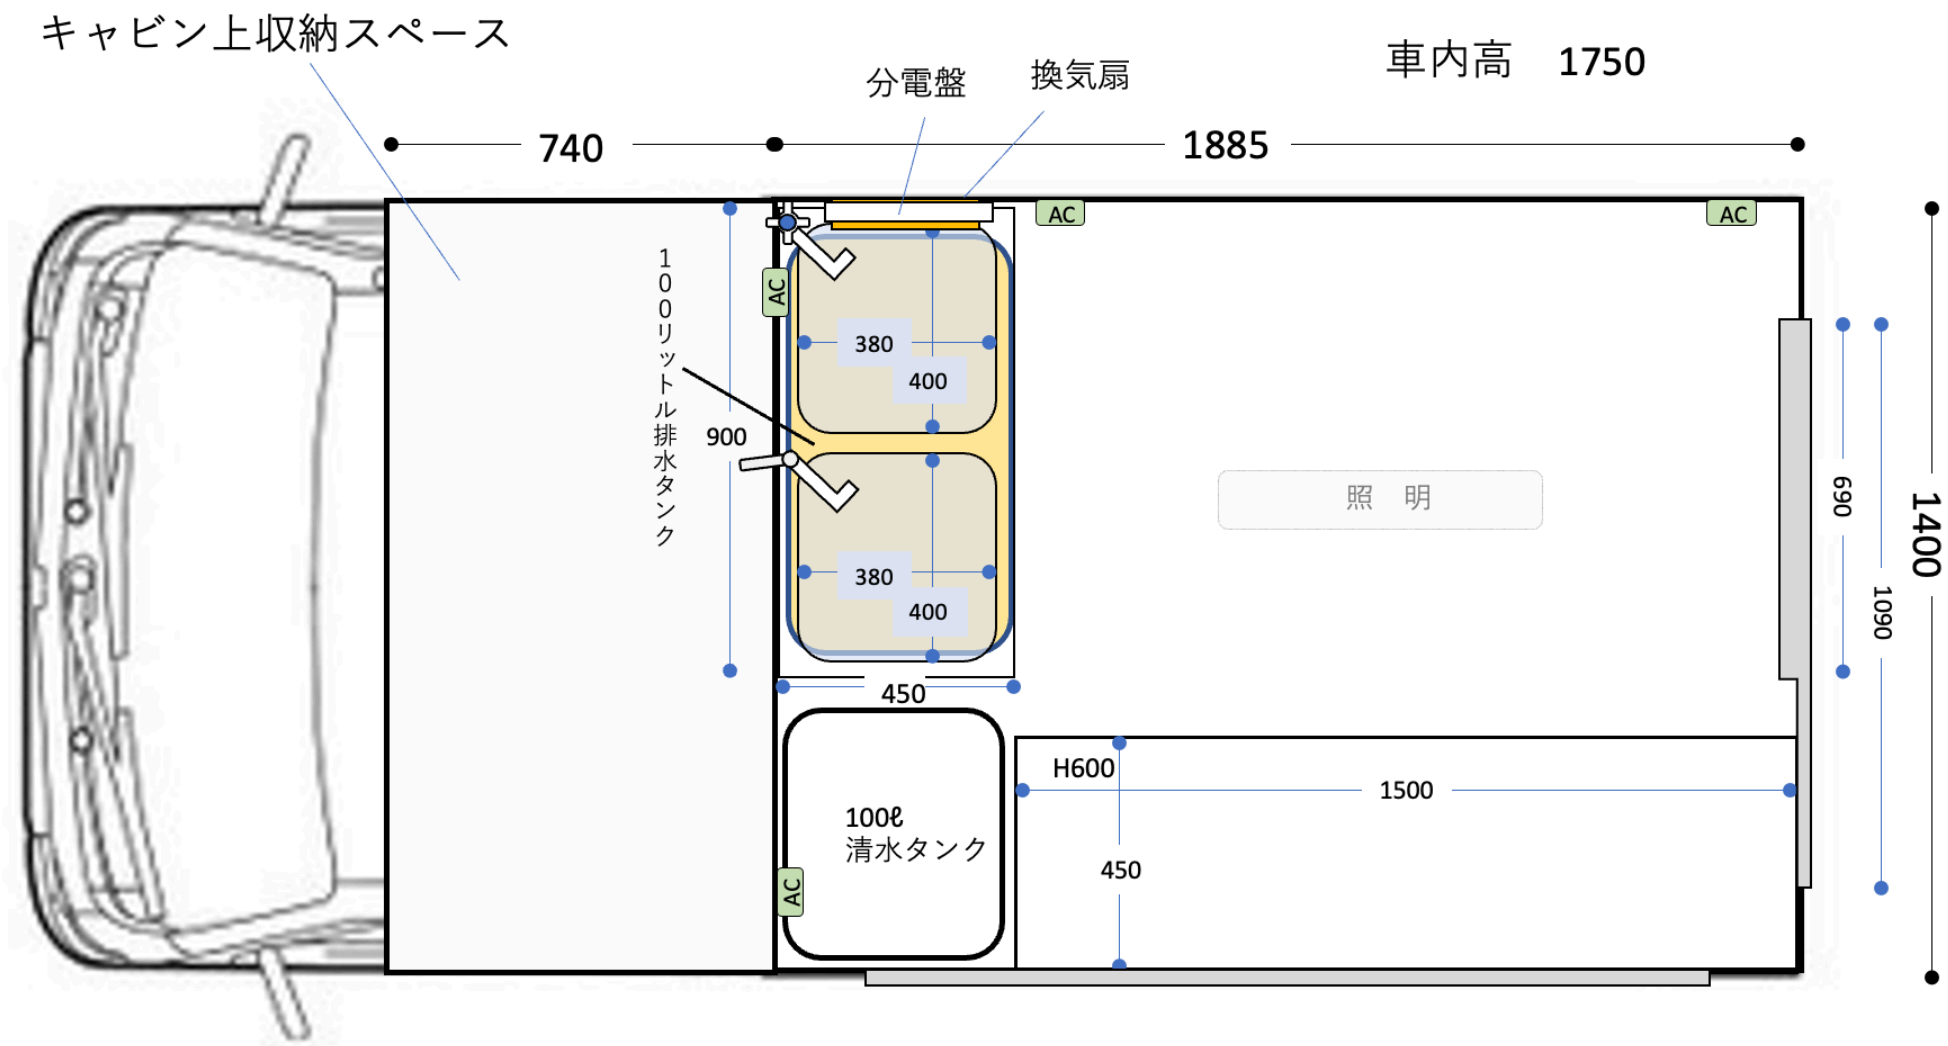 キャビン上収納スペース
分電盤
換気扇
車内高　1750
740
1885
AC
AC
AC
100リットル排水タンク
380
400
900
照　明
690
1400
1090
380
400
450
H600
1500
100ℓ
清水タンク
450
AC